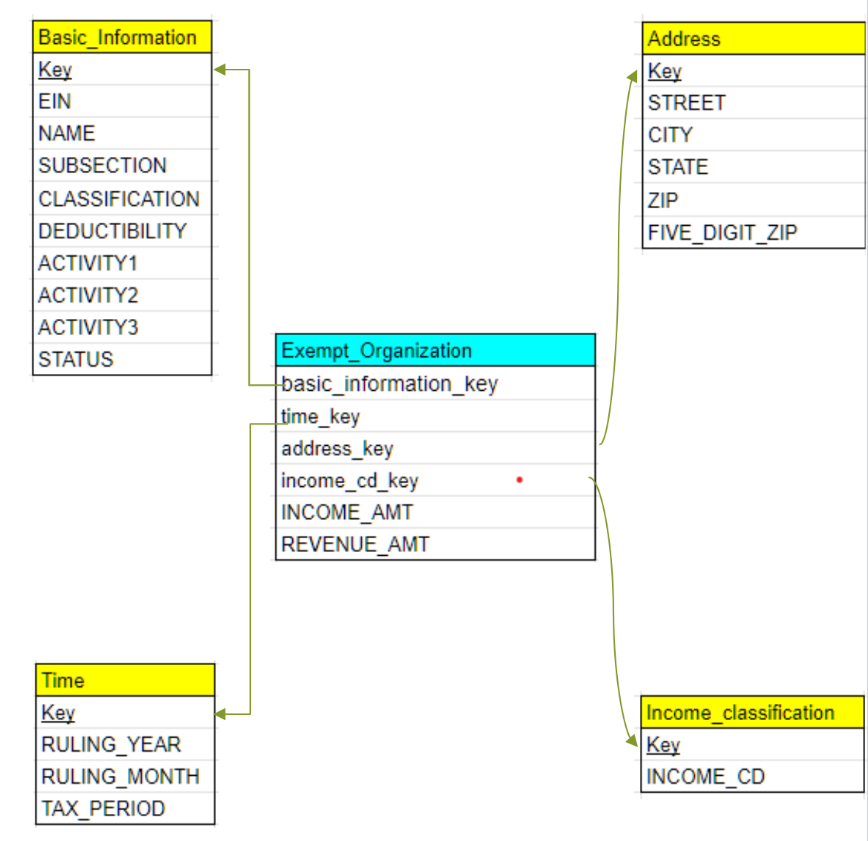 Basic_Information
Key
EIN
NAME
SUBSECTION
CLASSIFICATION
DEDUCTIBILITY
ACTIVITY1
ACTIVITY2
ACTIVITY3
STATUS
Address
Key
STREET
CITY
STATE
ZIP
FIVE_DIGIT_ZIP
Exempt_Organization
basic_information_key
time_key
address_key
income_cd_key
INCOME_AMT
REVENUE_AMT
Time
Key
RULING_YEAR
RULING_MONTH
TAX_PERIOD
Income_classification
Key
INCOME_CD